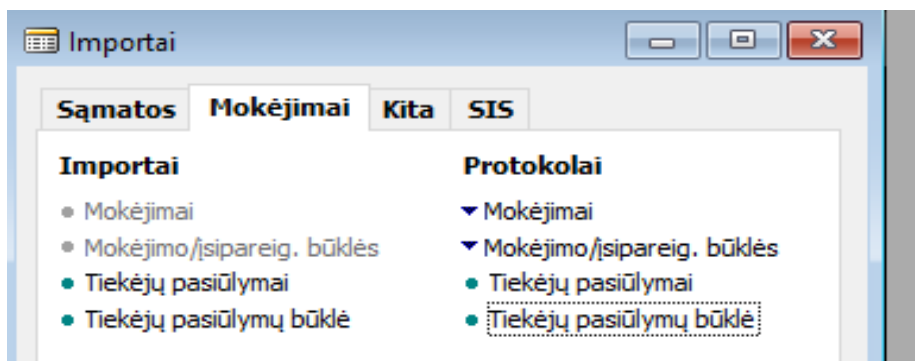 Importai
Sąmatos Mokėjimai Kita SIS
Importai Protokolai
Mokėjimai Mokėjimai
Mokėjimo/įsipareig. būklės Mokėjimo/įsipareig. būklės
Tiekėjų pasiūlymai Tiekėjų pasiūlymai
Tiekėjų pasiūlymų būklė Tiekėjų pasiūlymų būklė